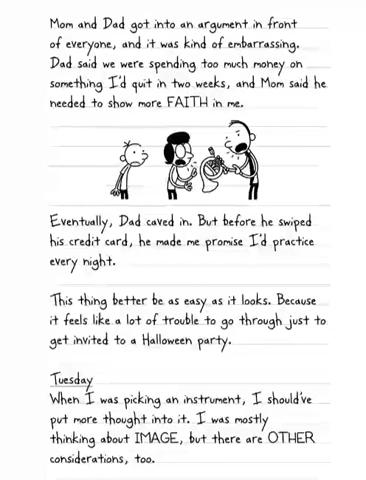 Mom and Dad got into an argument in front
of everyone, and it was kind of embarrassing.
Dad said we were spending too much money on
something I'd quit in two weeks, and Mom said he
needed to show more FAITH in me.
Eventually, Dad caved in. But before he swiped
his credit card, he made me promise I'd practice
every night.
This thing better be as easy as it looks. Because
it feels like a lot of trouble to go through just to
get invited to a Halloween party.
Tuesday
When I was picking an instrument, I should've
put more thought into it. I was mostly
thinking about IMAGE, but there are OTHER
considerations, too.